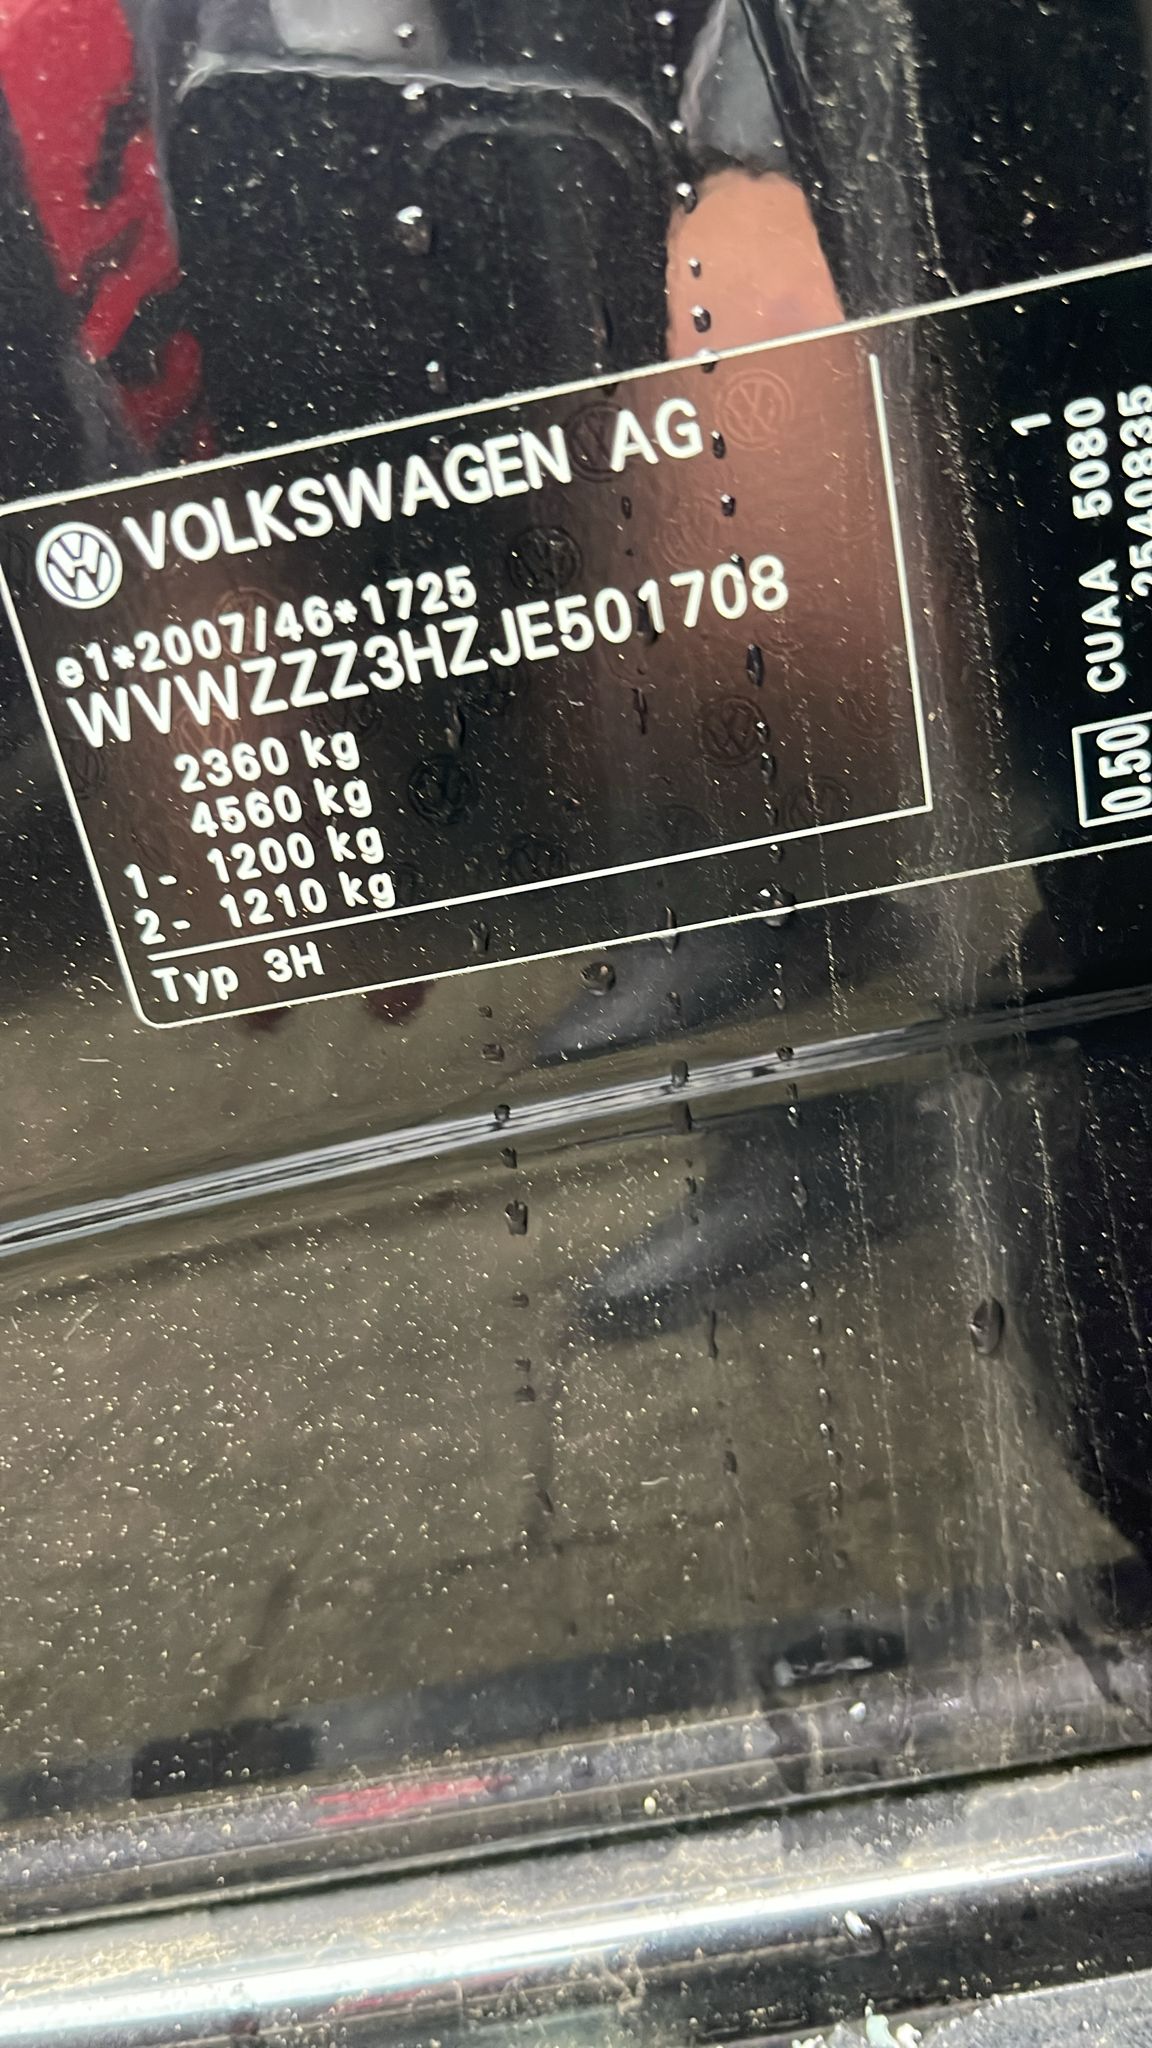 VOLKSWAGEN AG
e1*2007/46*1725
WVWZZZ3HZJE501708
2360 kg
4560 kg
1- 1200 kg
2- 1210 kg
Typ 3H
1
CUAA 5080
25A0835
0.50